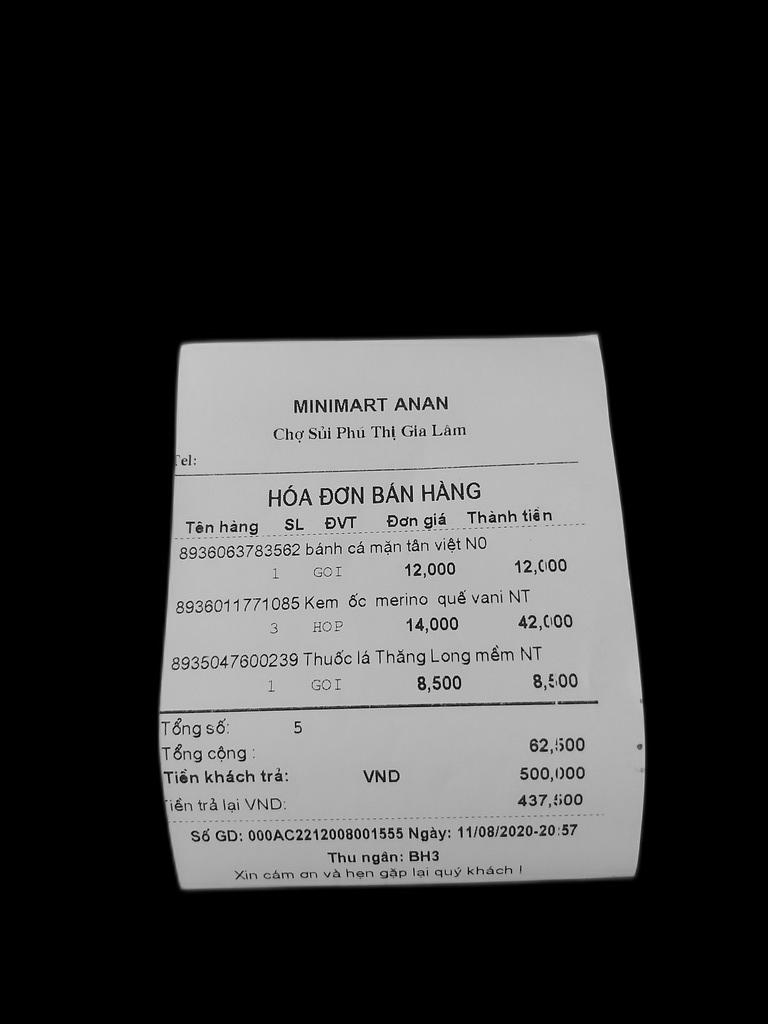 MINIMART ANAN
Chợ Sủi Phú Thị Gia Lâm
Tel:
HÓA ĐƠN BÁN HÀNG
Tên hàng SL ĐVT Đơn giá Thành tiền
8936063783562 bánh cá mặn tân việt N0
1 GOI 12,000 12,000
8936011771085 Kem ốc merino quế vani NT
3 HOP 14,000 42,000
8935047600239 Thuốc lá Thăng Long mềm NT
1 GOI 8,500 8,500
Tổng số: 5
Tổng cộng : 62,500
Tiền khách trả: VND 500,000
Tiền trả lại VND: 437,500
Số GD: 000AC2212008001555 Ngày: 11/08/2020-20:57
Thu ngân: BH3
Xin cám ơn và hẹn gặp lại quý khách !